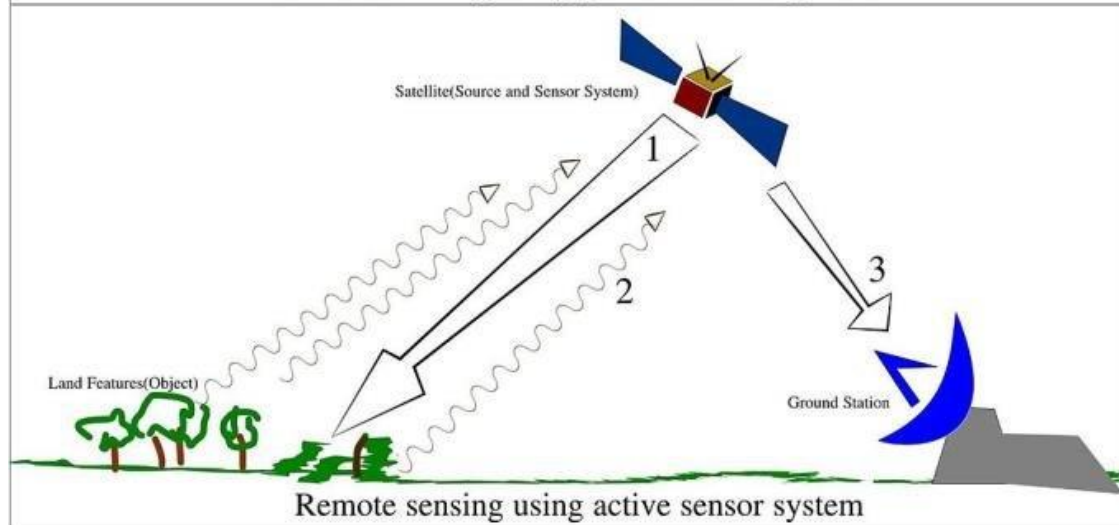 Satellite(Source and Sensor System)
1
2
3
Land Features(Object)
Ground Station
Remote sensing using active sensor system